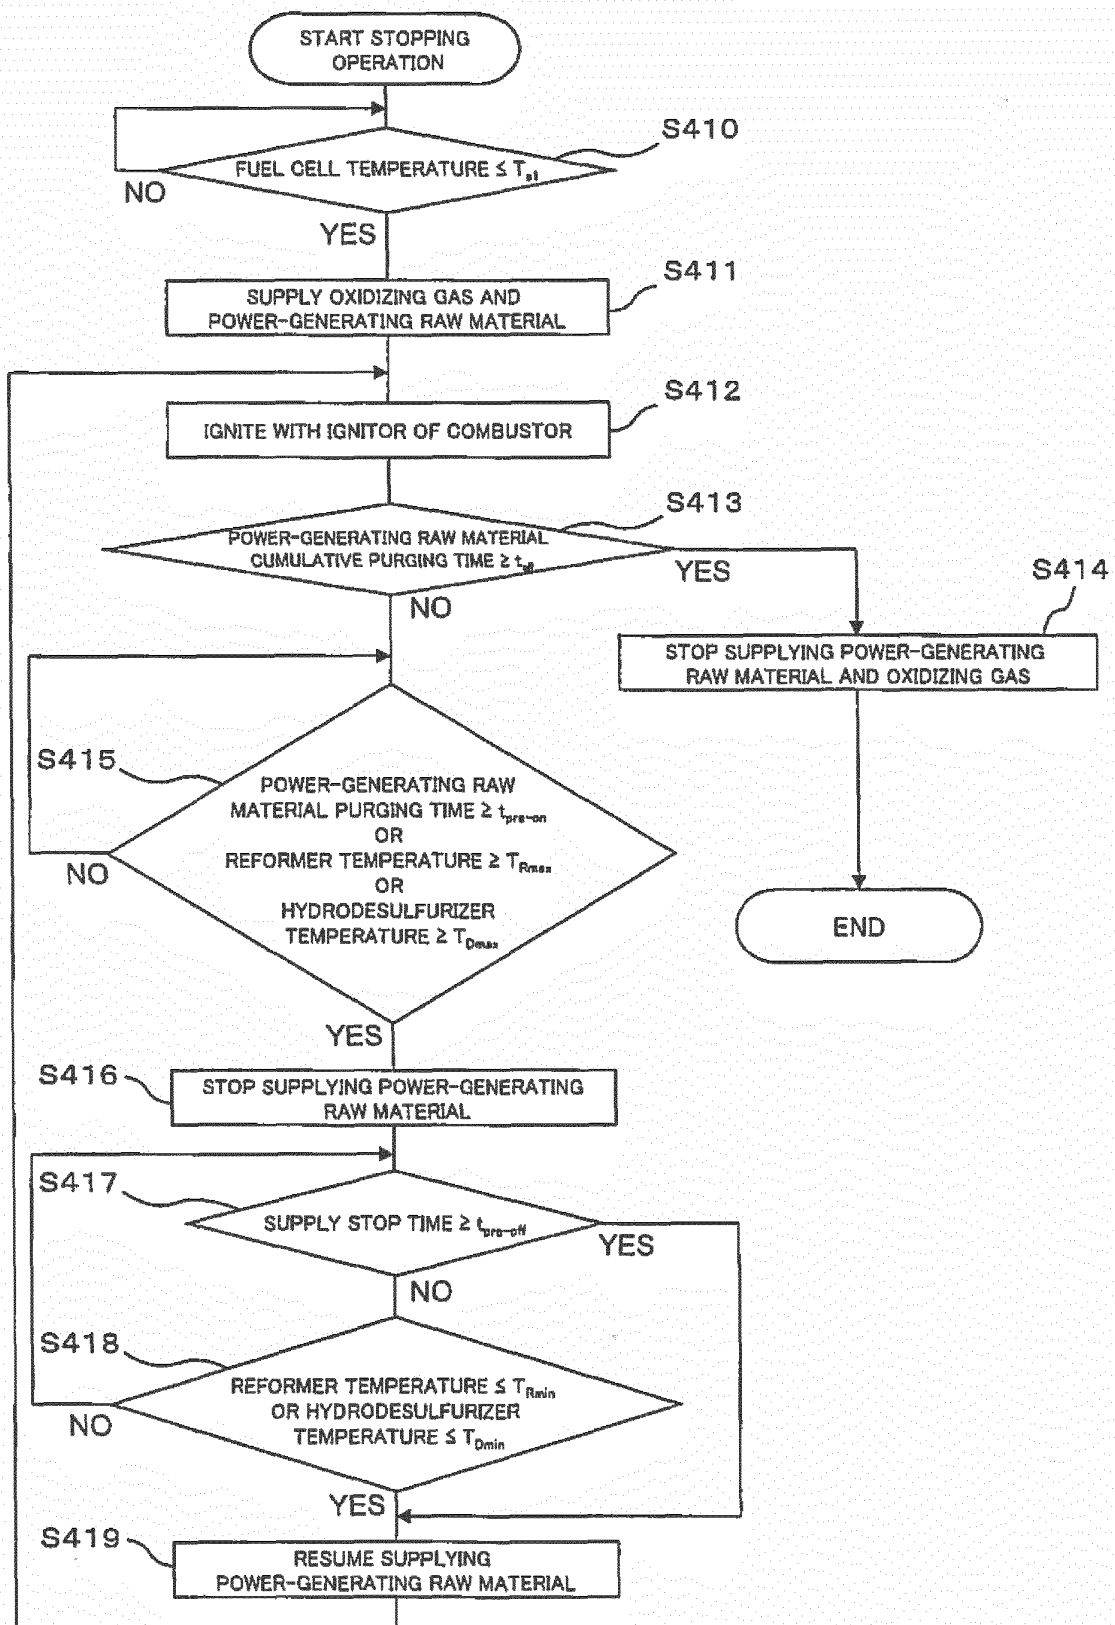 START STOPPING
OPERATION
S410
FUEL CELL TEMPERATURE ≤ T
NO
YES
S411
SUPPLY OXIDIZING GAS AND
POWER-GENERATING RAW MATERIAL
S412
IGNITE WITH IGNITOR OF COMBUSTOR
S413
POWER-GENERATING RAW MATERIAL
CUMULATIVE PURGING TIME ≥ t
YES
NO
S414
STOP SUPPLYING POWER-GENERATING
RAW MATERIAL AND OXIDIZING GAS
S415
POWER-GENERATING RAW
MATERIAL PURGING TIME ≥ tpre-on
OR
REFORMER TEMPERATURE ≥ TRmax
OR
HYDRODESULFURIZER
TEMPERATURE ≥ TDmax
NO
END
YES
S416
STOP SUPPLYING POWER-GENERATING
RAW MATERIAL
S417
SUPPLY STOP TIME ≥ tpre-off
YES
NO
S418
REFORMER TEMPERATURE ≤ TRmin
OR HYDRODESULFURIZER
TEMPERATURE ≤ TDmin
NO
YES
S419
RESUME SUPPLYING
POWER-GENERATING RAW MATERIAL